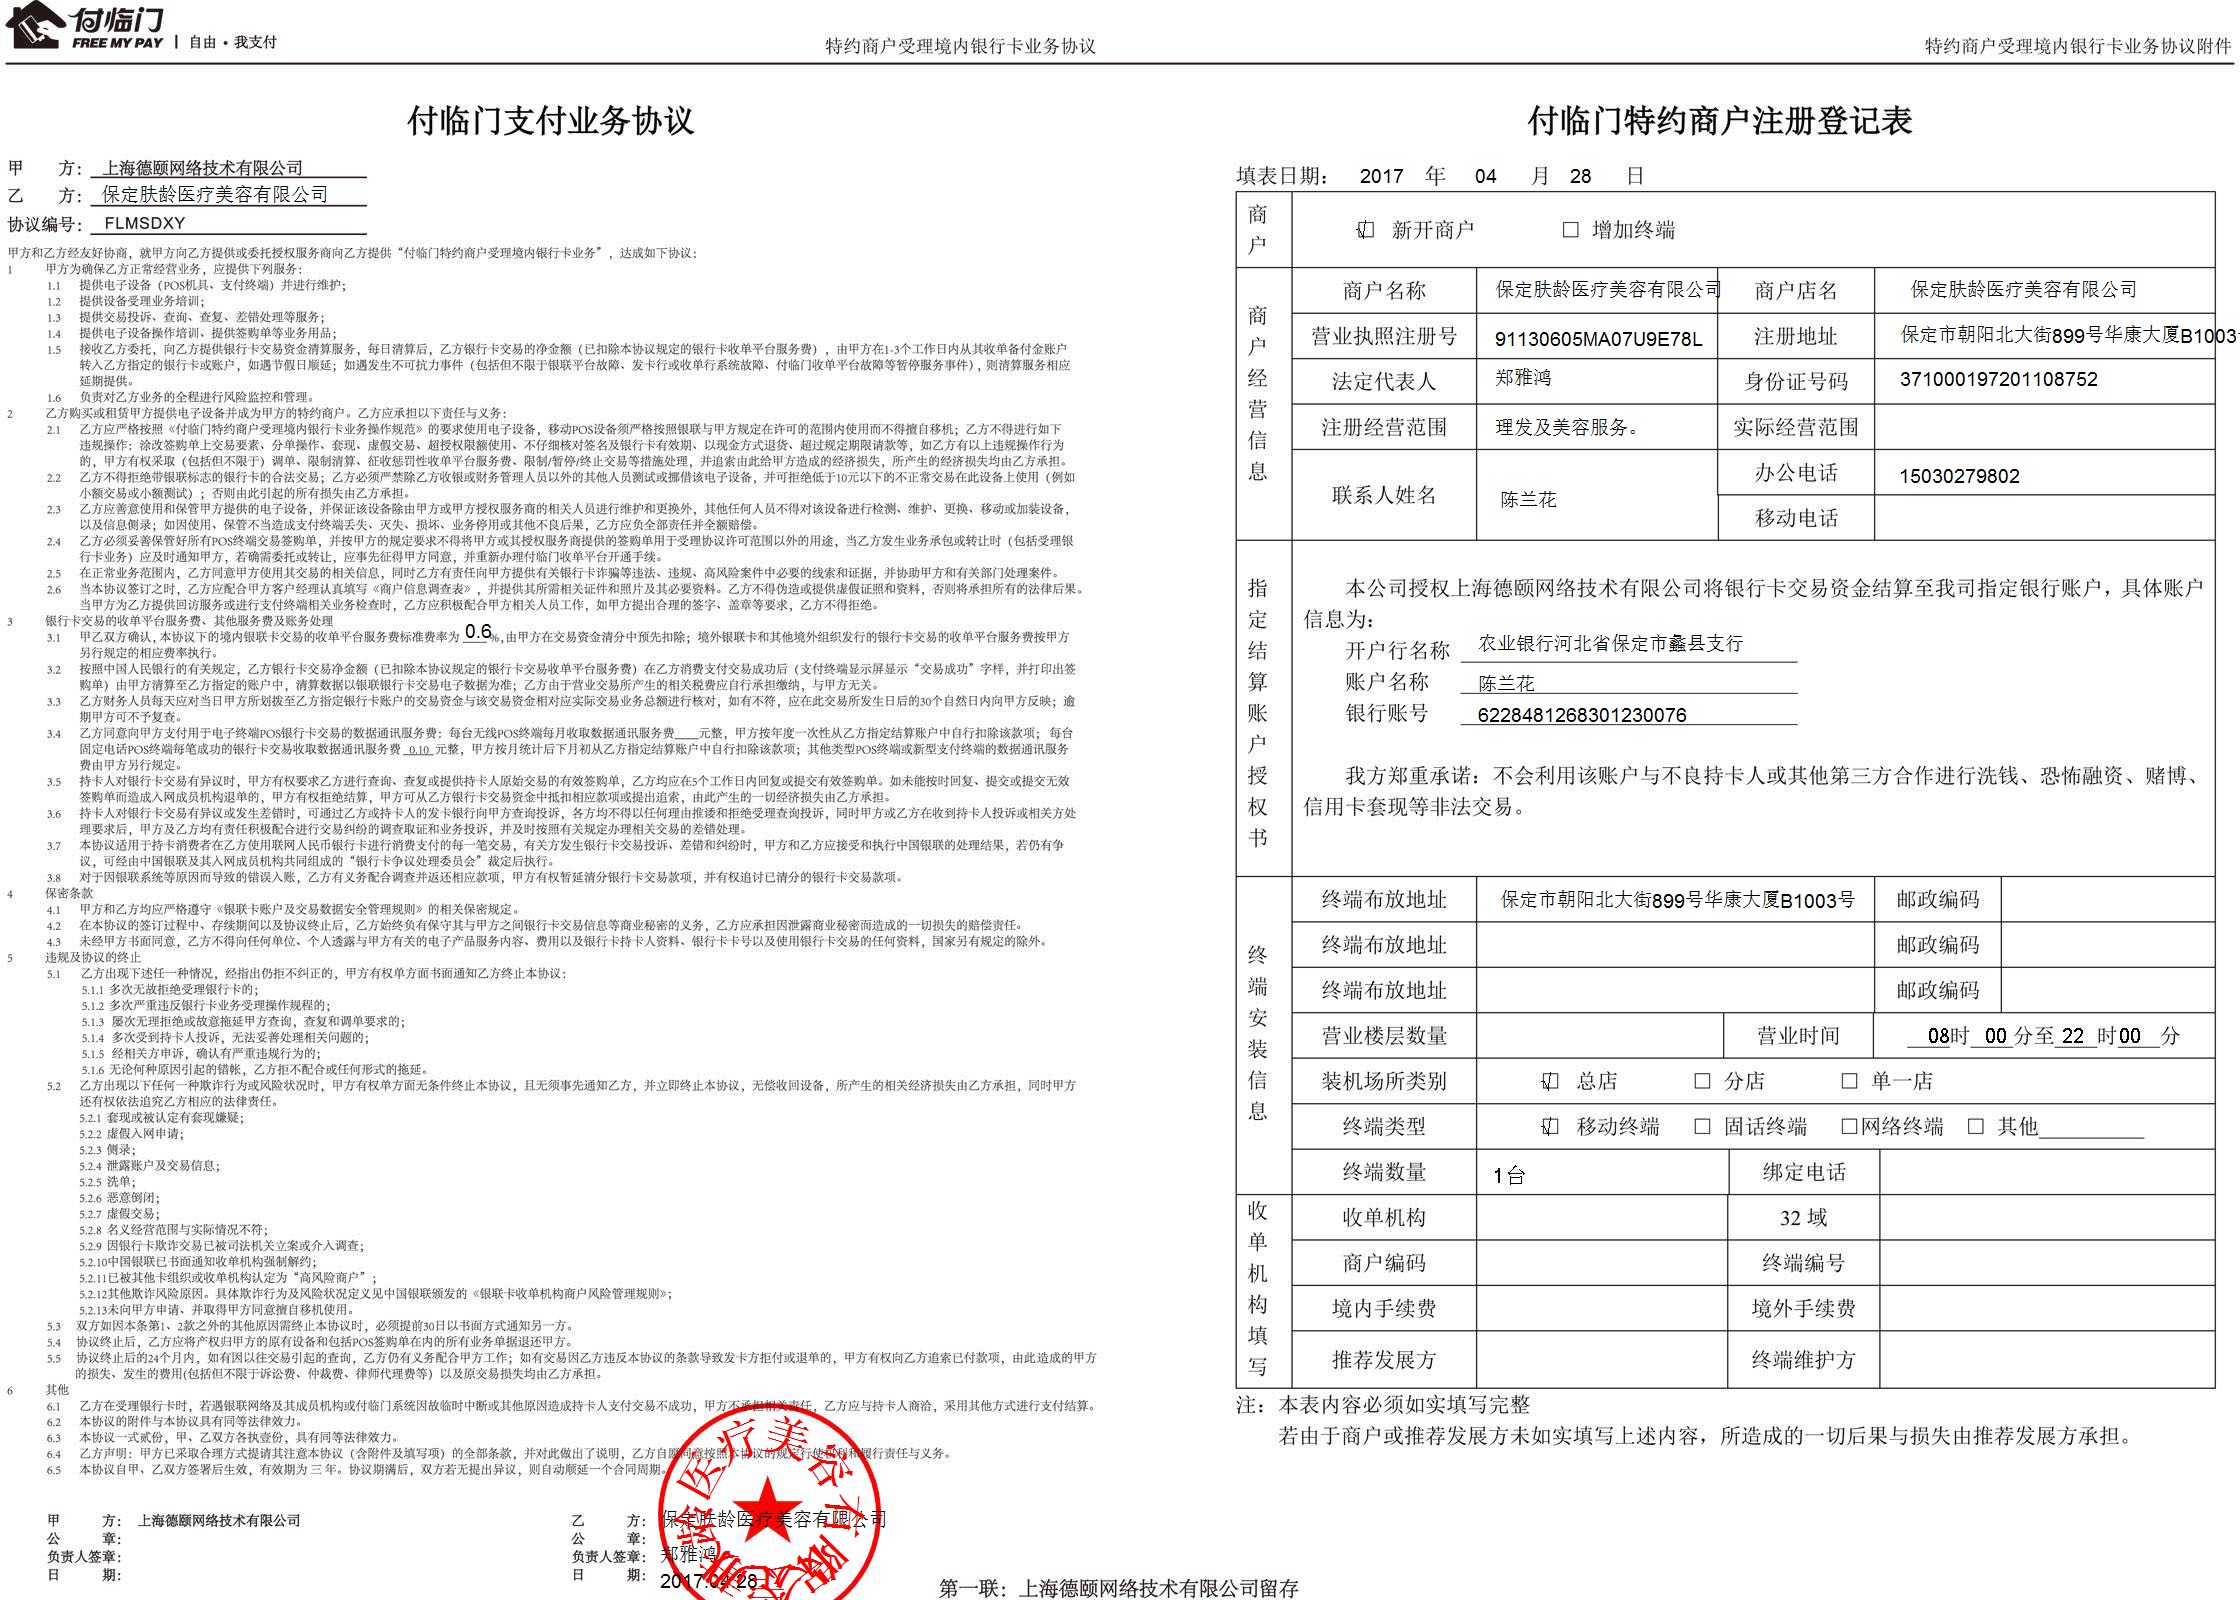 付临门
FREE MY PAY
自由·我支付
特约商户受理境内银行卡业务协议
特约商户受理境内银行卡业务协议附件
付临门支付业务协议
甲 方： 上海德颐网络技术有限公司
乙 方： 保定肤龄医疗美容有限公司
协议编号： FLMSDXY
甲方和乙方经友好协商，就甲方向乙方提供或委托授权服务商向乙方提供“付临门特约商户受理境内银行卡业务”，达成如下协议：
1 甲方为确保乙方正常经营业务，应提供下列服务：
1.1 提供电子设备（POS机具、支付终端）并进行维护；
1.2 提供设备受理业务培训；
1.3 提供交易投诉、查询、查复、差错处理等服务；
1.4 提供电子设备操作培训、提供签购单等业务用品；
1.5 接收乙方委托，向乙方提供银行卡交易资金清算服务，每日清算后，乙方银行卡交易的净金额（已扣除本协议规定的银行卡收单平台服务费），由甲方在1-3个工作日内从其收单备付金账户
转入乙方指定的银行卡或账户，如遇节假日顺延；如遇发生不可抗力事件（包括但不限于银联平台故障、发卡行或收单行系统故障、付临门收单平台故障等暂停服务事件），则清算服务相应
延期提供。
1.6 负责对乙方业务的全程进行风险监控和管理。
2 乙方购买或租赁甲方提供电子设备并成为甲方的特约商户。乙方应承担以下责任与义务：
2.1 乙方应严格按照《付临门特约商户受理境内银行卡业务操作规范》的要求使用电子设备，移动POS设备须严格按照银联与甲方规定在许可的范围内使用而不得擅自移机；乙方不得进行如下
违规操作：涂改签购单上交易要素、分单操作、套现、虚假交易、超授权限额使用、不仔细核对签名及银行卡有效期、以现金方式退货、超过规定期限请款等，如乙方有以上违规操作行为
的，甲方有权采取（包括但不限于）调单、限制清算、征收惩罚性收单平台服务费、限制/暂停/终止交易等措施处理，并追索由此给甲方造成的经济损失，所产生的经济损失均由乙方承担。
2.2 乙方不得拒绝带银联标志的银行卡的合法交易；乙方必须严禁除乙方收银或财务管理人员以外的其他人员测试或挪借该电子设备，并可拒绝低于10元以下的不正常交易在此设备上使用（例如
小额交易或小额测试）；否则由此引起的所有损失由乙方承担。
2.3 乙方应善意使用和保管甲方提供的电子设备，并保证该设备除由甲方或甲方授权服务商的相关人员进行维护和更换外，其他任何人员不得对该设备进行检测、维护、更换、移动或加装设备，
以及信息侧录；如因使用、保管不当造成支付终端丢失、灭失、损坏、业务停用或其他不良后果，乙方应负全部责任并全额赔偿。
2.4 乙方必须妥善保管好所有POS终端交易签购单，并按甲方的规定要求不得将甲方或其授权服务商提供的签购单用于受理协议许可范围以外的用途，当乙方发生业务承包或转让时（包括受理银
行卡业务）应及时通知甲方，若确需委托或转让，应事先征得甲方同意，并重新办理付临门收单平台开通手续。
2.5 在正常业务范围内，乙方同意甲方使用其交易的相关信息，同时乙方有责任向甲方提供有关银行卡诈骗等违法、违规、高风险案件中必要的线索和证据，并协助甲方和有关部门处理案件。
2.6 当本协议签订之时，乙方应配合甲方客户经理认真填写《商户信息调查表》，并提供其所需相关证件和照片及其必要资料。乙方不得伪造或提供虚假证照和资料，否则将承担所有的法律后果。
当甲方为乙方提供回访服务或进行支付终端相关业务检查时，乙方应积极配合甲方相关人员工作，如甲方提出合理的签字、盖章等要求，乙方不得拒绝。
3 银行卡交易的收单平台服务费、其他服务费及账务处理
3.1 甲乙双方确认，本协议下的境内银联卡交易的收单平台服务费标准费率为 0.6 %，由甲方在交易资金清分中预先扣除；境外银联卡和其他境外组织发行的银行卡交易的收单平台服务费按甲方
另行规定的相应费率执行。
3.2 按照中国人民银行的有关规定，乙方银行卡交易净金额（已扣除本协议规定的银行卡交易收单平台服务费）在乙方消费支付交易成功后（支付终端显示屏显示“交易成功”字样，并打印出签
购单）由甲方清算至乙方指定的账户中，清算数据以银联银行卡交易电子数据为准；乙方由于营业交易所产生的相关税费应自行承担缴纳，与甲方无关。
3.3 乙方财务人员每天应对当日甲方所划拨至乙方指定银行卡账户的交易资金与该交易资金相对应实际交易业务总额进行核对，如有不符，应在此交易所发生日后的30个自然日内向甲方反映；逾
期甲方可不予复查。
3.4 乙方同意向甲方支付用于电子终端POS银行卡交易的数据通讯服务费：每台无线POS终端每月收取数据通讯服务费____元整，甲方按年度一次性从乙方指定结算账户中自行扣除该款项； 每台
固定电话POS终端每笔成功的银行卡交易收取数据通讯服务费 0.10 元整，甲方按月统计后下月初从乙方指定结算账户中自行扣除该款项；其他类型POS终端或新型支付终端的数据通讯服务
费由甲方另行规定。
3.5 持卡人对银行卡交易有异议时，甲方有权要求乙方进行查询、查复或提供持卡人原始交易的有效签购单，乙方均应在5个工作日内回复或提交有效签购单。如未能按时回复、提交或提交无效
签购单而造成入网成员机构退单的，甲方有权拒绝结算，甲方可从乙方银行卡交易资金中抵扣相应款项或提出追索，由此产生的一切经济损失由乙方承担。
3.6 持卡人对银行卡交易有异议或发生差错时，可通过乙方或持卡人的发卡银行向甲方查询投诉，各方均不得以任何理由推诿和拒绝受理查询投诉，同时甲方或乙方在收到持卡人投诉或相关方处
理要求后，甲方及乙方均有责任积极配合进行交易纠纷的调查取证和业务投诉，并及时按照有关规定办理相关交易的差错处理。
3.7 本协议适用于持卡消费者在乙方使用联网人民币银行卡进行消费支付的每一笔交易，有关方发生银行卡交易投诉、差错和纠纷时，甲方和乙方应接受和执行中国银联的处理结果，若仍有争
议，可经由中国银联及其入网成员机构共同组成的“银行卡争议处理委员会”裁定后执行。
3.8 对于因银联系统等原因而导致的错误入账，乙方有义务配合调查并返还相应款项，甲方有权暂延清分银行卡交易款项，并有权追讨已清分的银行卡交易款项。
4 保密条款
4.1 甲方和乙方均应严格遵守《银联卡账户及交易数据安全管理规则》的相关保密规定。
4.2 在本协议的签订过程中、存续期间以及协议终止后，乙方始终负有保守其与甲方之间银行卡交易信息等商业秘密的义务，乙方应承担因泄露商业秘密而造成的一切损失的赔偿责任。
4.3 未经甲方书面同意，乙方不得向任何单位、个人透露与甲方有关的电子产品服务内容、费用以及银行卡持卡人资料、银行卡卡号以及使用银行卡交易的任何资料，国家另有规定的除外。
5 违规及协议的终止
5.1 乙方出现下述任一种情况，经指出仍拒不纠正的，甲方有权单方面书面通知乙方终止本协议：
5.1.1 多次无故拒绝受理银行卡的；
5.1.2 多次严重违反银行卡业务受理操作规程的；
5.1.3 屡次无理拒绝或故意拖延甲方查询，查复和调单要求的；
5.1.4 多次受到持卡人投诉，无法妥善处理相关问题的；
5.1.5 经相关方申诉，确认有严重违规行为的；
5.1.6 无论何种原因引起的错帐，乙方拒不配合或任何形式的拖延。
5.2 乙方出现以下任何一种欺诈行为或风险状况时，甲方有权单方面无条件终止本协议，且无须事先通知乙方，并立即终止本协议，无偿收回设备，所产生的相关经济损失由乙方承担，同时甲方
还有权依法追究乙方相应的法律责任。
5.2.1 套现或被认定有套现嫌疑；
5.2.2 虚假入网申请；
5.2.3 侧录；
5.2.4 泄露账户及交易信息；
5.2.5 洗单；
5.2.6 恶意倒闭；
5.2.7 虚假交易；
5.2.8 名义经营范围与实际情况不符；
5.2.9 因银行卡欺诈交易已被司法机关立案或介入调查；
5.2.10中国银联已书面通知收单机构强制解约；
5.2.11已被其他卡组织或收单机构认定为“高风险商户”；
5.2.12其他欺诈风险原因。具体欺诈行为及风险状况定义见中国银联颁发的《银联卡收单机构商户风险管理规则》；
5.2.13未向甲方申请、并取得甲方同意擅自移机使用。
5.3 双方如因本条第1、2款之外的其他原因需终止本协议时，必须提前30日以书面方式通知另一方。
5.4 协议终止后，乙方应将产权归甲方的原有设备和包括POS签购单在内的所有业务单据退还甲方。
5.5 协议终止后的24个月内，如有因以往交易引起的查询，乙方仍有义务配合甲方工作；如有交易因乙方违反本协议的条款导致发卡方拒付或退单的，甲方有权向乙方追索已付款项，由此造成的甲方
的损失、发生的费用(包括但不限于诉讼费、仲裁费、律师代理费等）以及原交易损失均由乙方承担。
6 其他
6.1 乙方在受理银行卡时，若遇银联网络及其成员机构或付临门系统因故临时中断或其他原因造成持卡人支付交易不成功，甲方不承担相关责任，乙方应与持卡人商洽，采用其他方式进行支付结算。
6.2 本协议的附件与本协议具有同等法律效力。
6.3 本协议一式贰份，甲、乙双方各执壹份，具有同等法律效力。
6.4 乙方声明：甲方已采取合理方式提请其注意本协议（含附件及填写项）的全部条款，并对此做出了说明，乙方自愿同意按照本协议的规定行使权利和履行责任与义务。
6.5 本协议自甲、乙双方签署后生效，有效期为 三 年。协议期满后，双方若无提出异议，则自动顺延一个合同周期。
甲 方： 上海德颐网络技术有限公司
公 章：
负责人签章：
日 期：
乙 方： 保定肤龄医疗美容有限公司
公 章：
负责人签章： 郑雅鸿
日 期： 2017.04.28
保定肤龄医疗美容有限公司
付临门特约商户注册登记表
填表日期： 2017 年 04 月 28 日
商户
☑ 新开商户 □ 增加终端
商户经营信息
商户名称 保定肤龄医疗美容有限公司 商户店名 保定肤龄医疗美容有限公司
营业执照注册号 91130605MA07U9E78L 注册地址 保定市朝阳北大街899号华康大厦B1003
法定代表人 郑雅鸿 身份证号码 371000197201108752
注册经营范围 理发及美容服务。 实际经营范围
联系人姓名 陈兰花 办公电话 15030279802
移动电话
指定结算账户授权书
本公司授权上海德颐网络技术有限公司将银行卡交易资金结算至我司指定银行账户，具体账户
信息为：
开户行名称 农业银行河北省保定市蠡县支行
账户名称 陈兰花
银行账号 6228481268301230076
我方郑重承诺：不会利用该账户与不良持卡人或其他第三方合作进行洗钱、恐怖融资、赌博、
信用卡套现等非法交易。
终端安装信息
终端布放地址 保定市朝阳北大街899号华康大厦B1003号 邮政编码
终端布放地址 邮政编码
终端布放地址 邮政编码
营业楼层数量 营业时间 08时 00 分至 22 时00 分
装机场所类别 ☑ 总店 □ 分店 □ 单一店
终端类型 ☑ 移动终端 □ 固话终端 □网络终端 □ 其他__________
终端数量 1台 绑定电话
收单机构填写
收单机构 32 域
商户编码 终端编号
境内手续费 境外手续费
推荐发展方 终端维护方
注：本表内容必须如实填写完整
若由于商户或推荐发展方未如实填写上述内容，所造成的一切后果与损失由推荐发展方承担。
第一联：上海德颐网络技术有限公司留存